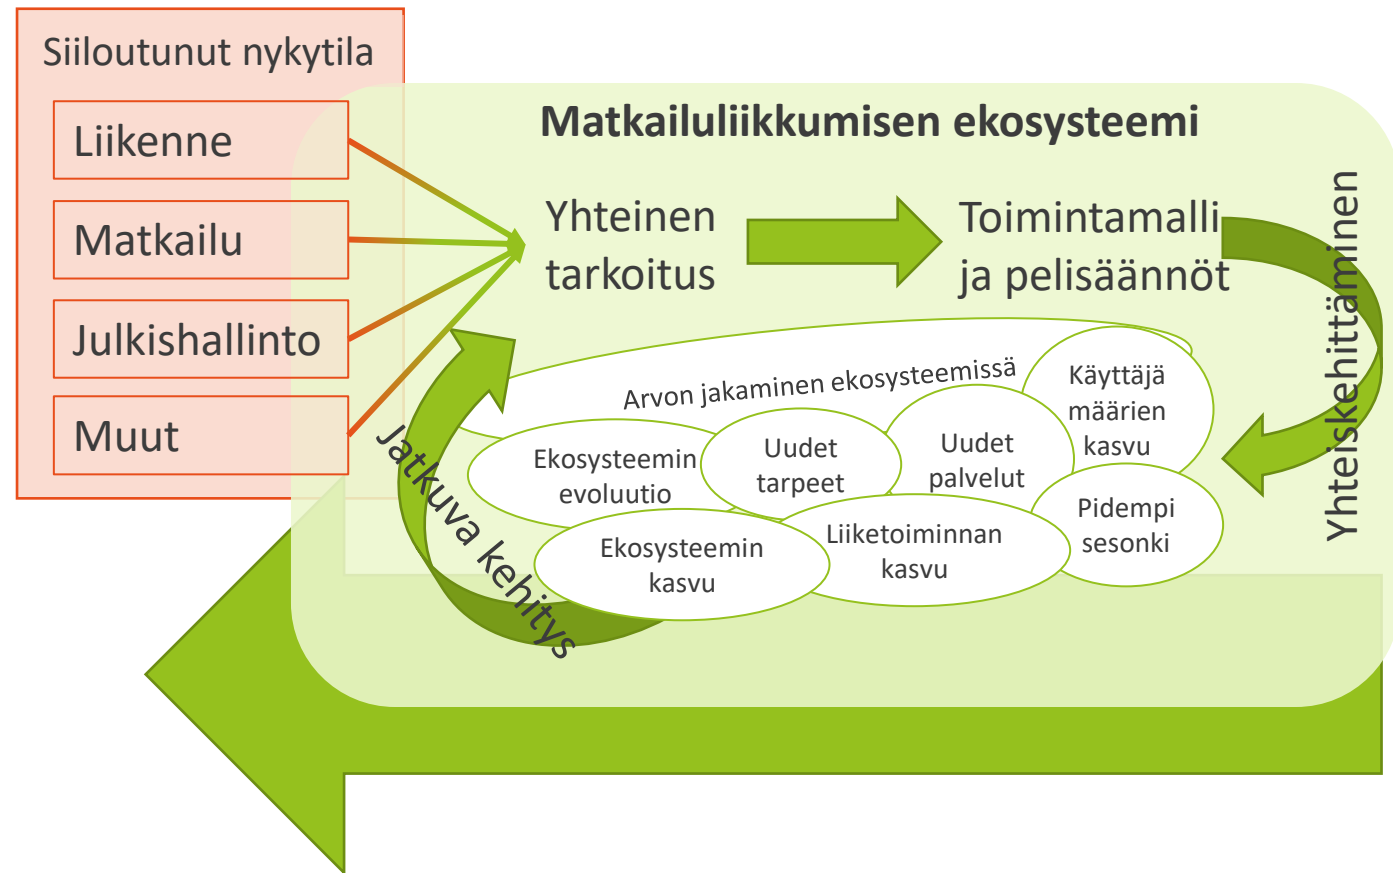 Siiloutunut nykytila
Liikenne
Matkailu
Julkishallinto
Muut
Matkailuliikkumisen ekosysteemi
Yhteinen
tarkoitus
Toimintamalli
ja pelisäännöt
Yhteiskehittäminen
Arvon jakaminen ekosysteemissä
Käyttäjä
määrien
kasvu
Uudet
palvelut
Uudet
tarpeet
Ekosysteemin
evoluutio
Pidempi
sesonki
Liiketoiminnan
kasvu
Ekosysteemin
kasvu
Jatkuva kehitys